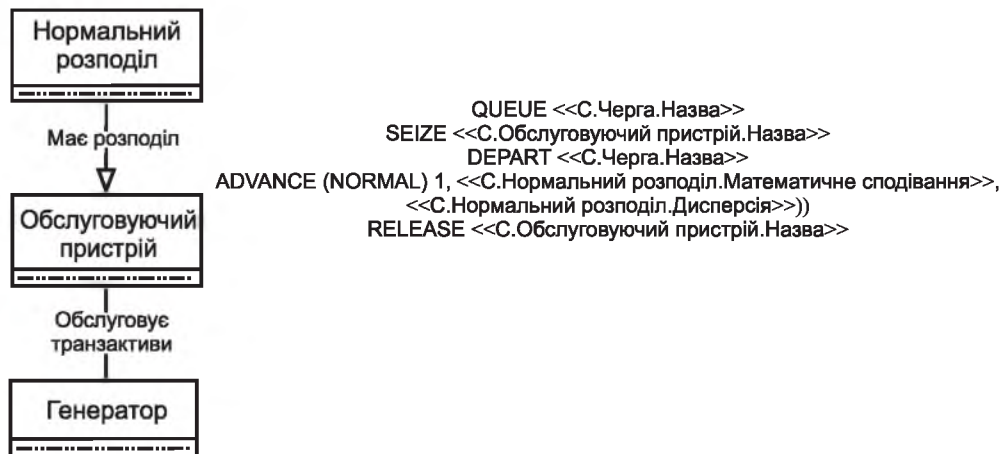 Нормальний
розподіл
Має розподіл
Обслуговуючий
пристрій
Обслуговує
транзактиви
Генератор
QUEUE <<С.Черга.Назва>>
SEIZE <<С.Обслуговуючий пристрій.Назва>>
DEPART <<С.Черга.Назва>>
ADVANCE (NORMAL) 1, <<С.Нормальний розподіл.Математичне сподівання>>,
<<С.Нормальний розподіл.Дисперсія>>))
RELEASE <<С.Обслуговуючий пристрій.Назва>>